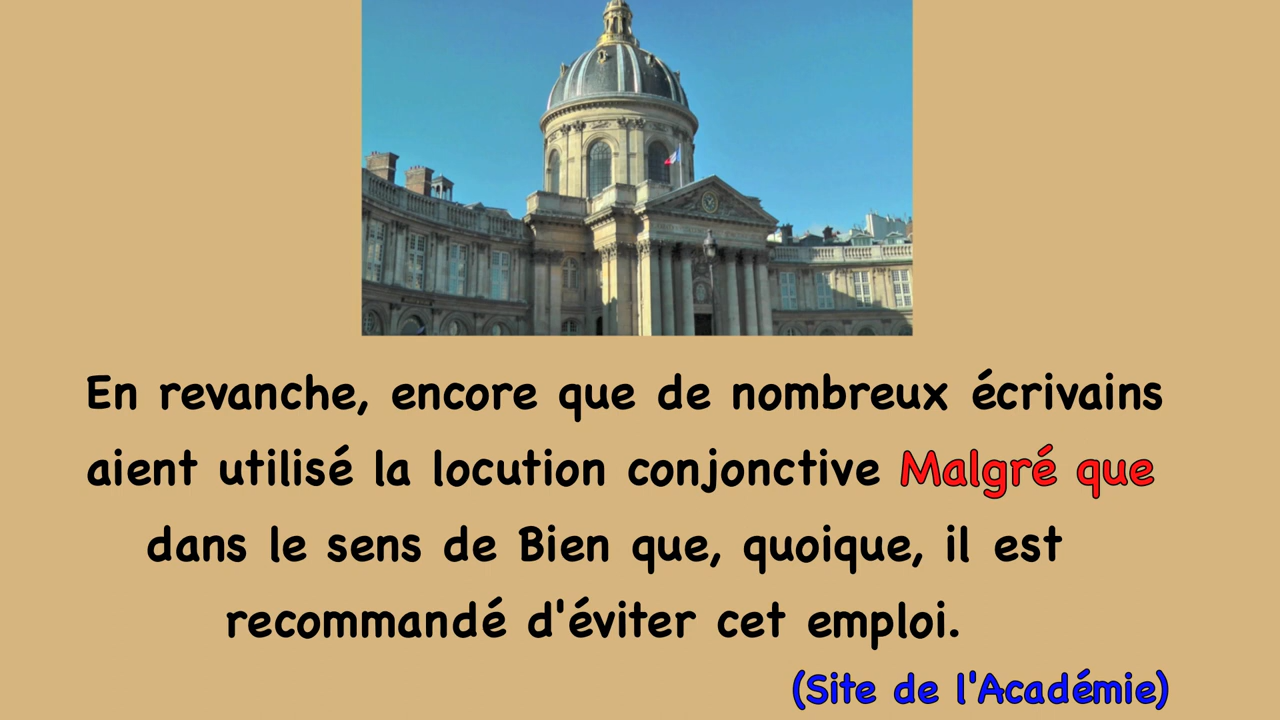 En revanche, encore que de nombreux écrivains
aient utilisé la locution conjonctive Malgré que
dans le sens de Bien que, quoique, il est
recommandé d'éviter cet emploi.
(Site de l'Académie)